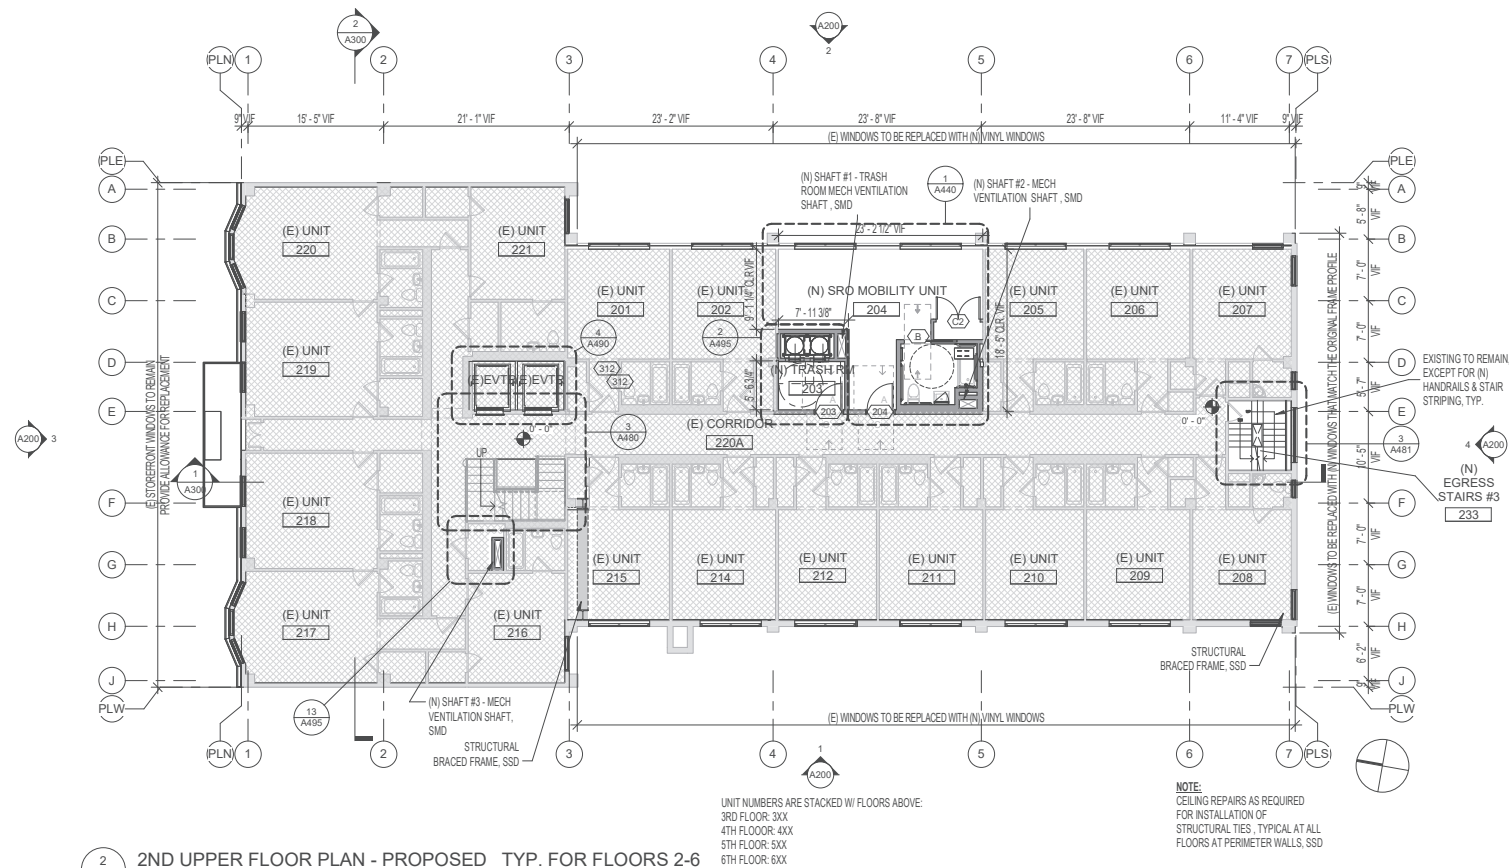 2
A300
A200
2
(PLN)
1
2
3
4
5
6
7
(PLS)
9" VIF
15' - 5" VIF
21' - 1" VIF
23' - 2" VIF
23' - 8" VIF
23' - 8" VIF
11' - 4" VIF
9" VIF
(E) WINDOWS TO BE REPLACED WITH (N) VINYL WINDOWS
(PLE)
A
B
C
D
E
F
G
H
J
PLW
(PLE)
A
B
C
D
E
F
G
H
J
PLW
5' - 8"
VIF
7' - 0"
VIF
7' - 0"
VIF
5' - 7"
VIF
10' - 5"
VIF
7' - 0"
VIF
7' - 0"
VIF
6' - 2"
VIF
(N) SHAFT #1 - TRASH
ROOM MECH VENTILATION
SHAFT , SMD
1
A440
(N) SHAFT #2 - MECH
VENTILATION SHAFT , SMD
23' - 2 1/2" VIF
(E) UNIT
220
(E) UNIT
221
(E) UNIT
201
(E) UNIT
202
9' - 1 1/4" CLR VIF
(N) SRO MOBILITY UNIT
204
7' - 11 3/8"
C2
B
18' - 5" CLR. VIF
(E) UNIT
205
(E) UNIT
206
(E) UNIT
207
4
A490
2
A495
(E) UNIT
219
(E)EVTR
(E)EVTR
312
312
5' - 6 3/4"
(N) TRASH RM
203
A
203
A
204
EXISTING TO REMAIN
EXCEPT FOR (N)
HANDRAILS & STAIR
STRIPING, TYP.
A200
3
(E) STOREFRONT WINDOWS TO REMAIN.
PROVIDE ALLOWANCE FOR REPLACEMENT
1
A300
0' - 0"
UP
3
A480
(E) CORRIDOR
220A
0' - 0"
3
A481
4
A200
(N)
EGRESS
STAIRS #3
233
(E) WINDOWS TO BE REPLACED WITH (N) WINDOWS THAT MATCH THE ORIGINAL FRAME PROFILE
(E) UNIT
218
(E) UNIT
215
(E) UNIT
214
(E) UNIT
212
(E) UNIT
211
(E) UNIT
210
(E) UNIT
209
(E) UNIT
208
(E) UNIT
217
(E) UNIT
216
STRUCTURAL
BRACED FRAME, SSD
13
A495
(N) SHAFT #3 - MECH
VENTILATION SHAFT,
SMD
STRUCTURAL
BRACED FRAME, SSD
(E) WINDOWS TO BE REPLACED WITH (N) VINYL WINDOWS
(PLN)
1
2
3
4
5
6
7
(PLS)
1
A200
UNIT NUMBERS ARE STACKED W/ FLOORS ABOVE:
3RD FLOOR: 3XX
4TH FLOOOR: 4XX
5TH FLOOR: 5XX
6TH FLOOR: 6XX
NOTE:
CEILING REPAIRS AS REQUIRED
FOR INSTALLATION OF
STRUCTURAL TIES , TYPICAL AT ALL
FLOORS AT PERIMETER WALLS, SSD
2
2ND UPPER FLOOR PLAN - PROPOSED TYP. FOR FLOORS 2-6